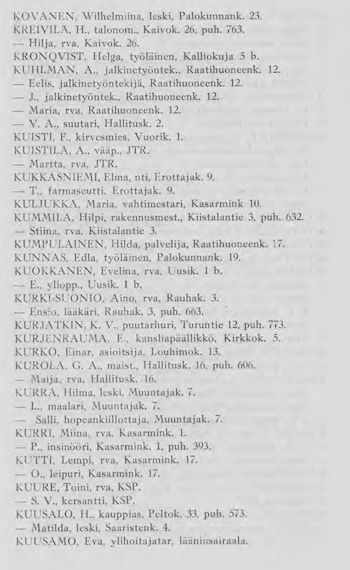 KOVANEN, Wilhelmiina, leski, Palokunnank. 23.
KREIVILÄ, H., talonom., Kaivok. 26, puh. 763.
— Hilja, rva, Kaivok. 26.
KRONQVIST, Helga, työläinen, Kalliokuja 5 b.
KUHLMAN, A., jalkinetyöntek., Raatihuoneenk. 12.
— Eelis, jalkinetyöntekijä, Raatihuoneenk. 12.
— J., jalkinetyöntek., Raatihuoneenk. 12.
— Maria, rva, Raatihuoneenk. 12.
— V. A., suutari, Hallitusk. 2.
KUISTI, F., kirvesmies, Vuorik. 1.
KUISTILA, A., vääp., JTR.
— Martta, rva, JTR.
KUKKASNIEMI, Elma, nti, Erottajak. 9.
— T., farmaseutti, Erottajak. 9.
KULJUKKA, Maria, vahtimestari, Kasarmink 10.
KUMMILA, Hilpi, rakennusmest., Kiistalantie 3, puh. 632.
— Stiina, rva, Kiistalantie 3.
KUMPULAINEN, Hilda, palvelija, Raatihuoneenk. 17.
KUNNAS, Edla, työläinen, Palokunnank. 19.
KUOKKANEN, Evelina, rva, Uusik. 1 b.
— E., yliopp., Uusik. 1 b.
KURKI-SUONIO, Aino, rva, Rauhak. 3.
— Ensio, lääkäri, Rauhak. 3, puh. 663.
KURJATKIN, K. V., puutarhuri, Turuntie 12, puh. 773.
KURJENRAUMA, E., kansliapäällikkö, Kirkkok. 5.
KURKO, Einar, asioitsija, Louhimok. 13.
KUROLA, G. A., maist., Hallitusk. 16, puh. 606.
— Maija, rva, Hallitusk. 16.
KURRA, Hilma, leski, Muuntajak. 7.
— L., maalari, Muuntajak. 7.
— Salli, hopeankiillottaja, Muuntajak. 7.
KURRI, Miina, rva, Kasarmink. 1.
— P., insinööri, Kasarmink. 1, puh. 393.
KUTTI, Lempi, rva, Kasarmink. 17.
— O., leipuri, Kasarmink. 17.
KUURE, Toini, rva, KSP.
— S. V., kersantti, KSP.
KUUSALO, H., kauppias, Peltok. 33, puh. 573.
— Matilda, leski, Saaristenk. 4.
KUUSAMO, Eva, ylihoitajatar, lääninsairaala.